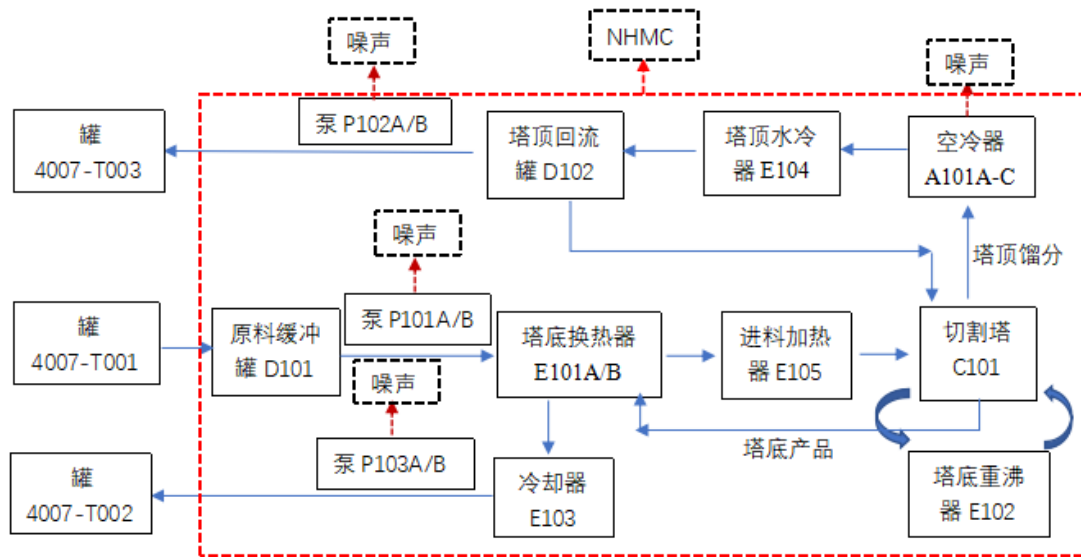 噪声
NHMC
噪声
罐
4007-T003
泵 P102A/B
塔顶回流
罐 D102
塔顶水冷
器 E104
空冷器
A101A-C
噪声
塔顶馏分
罐
4007-T001
原料缓冲
罐 D101
泵 P101A/B
塔底换热器
E101A/B
进料加热
器 E105
切割塔
C101
噪声
塔底产品
罐
4007-T002
泵 P103A/B
冷却器
E103
塔底重沸
器 E102